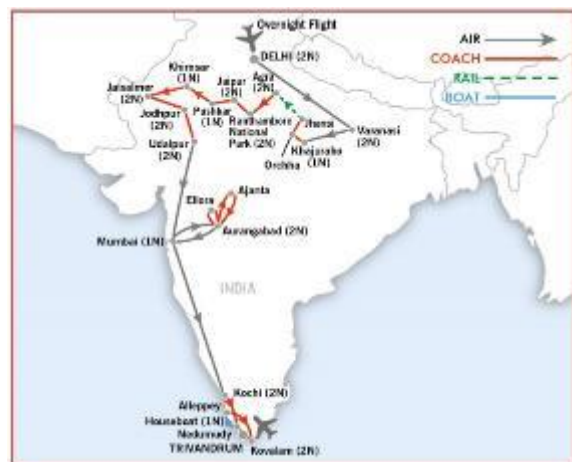 Overnight Flight
DELHI (2N)
AIR
COACH
RAIL
BOAT
Khimsar
(1N)
Jaipur
(2N)
Agra
(2N)
Jaisalmer
(2N)
Pushkar
(1N)
Jodhpur
(2N)
Ranthambore
National
Park (2N)
Jhansi
Varanasi
(2N)
Khajuraho
(1N)
Orchha
Udaipur
(2N)
Ajanta
Ellora
Aurangabad (2N)
Mumbai (1N)
INDIA
Kochi (2N)
Alleppey
Houseboat (1N)
Nedumudy
TRIVANDRUM
Kovalam (2N)